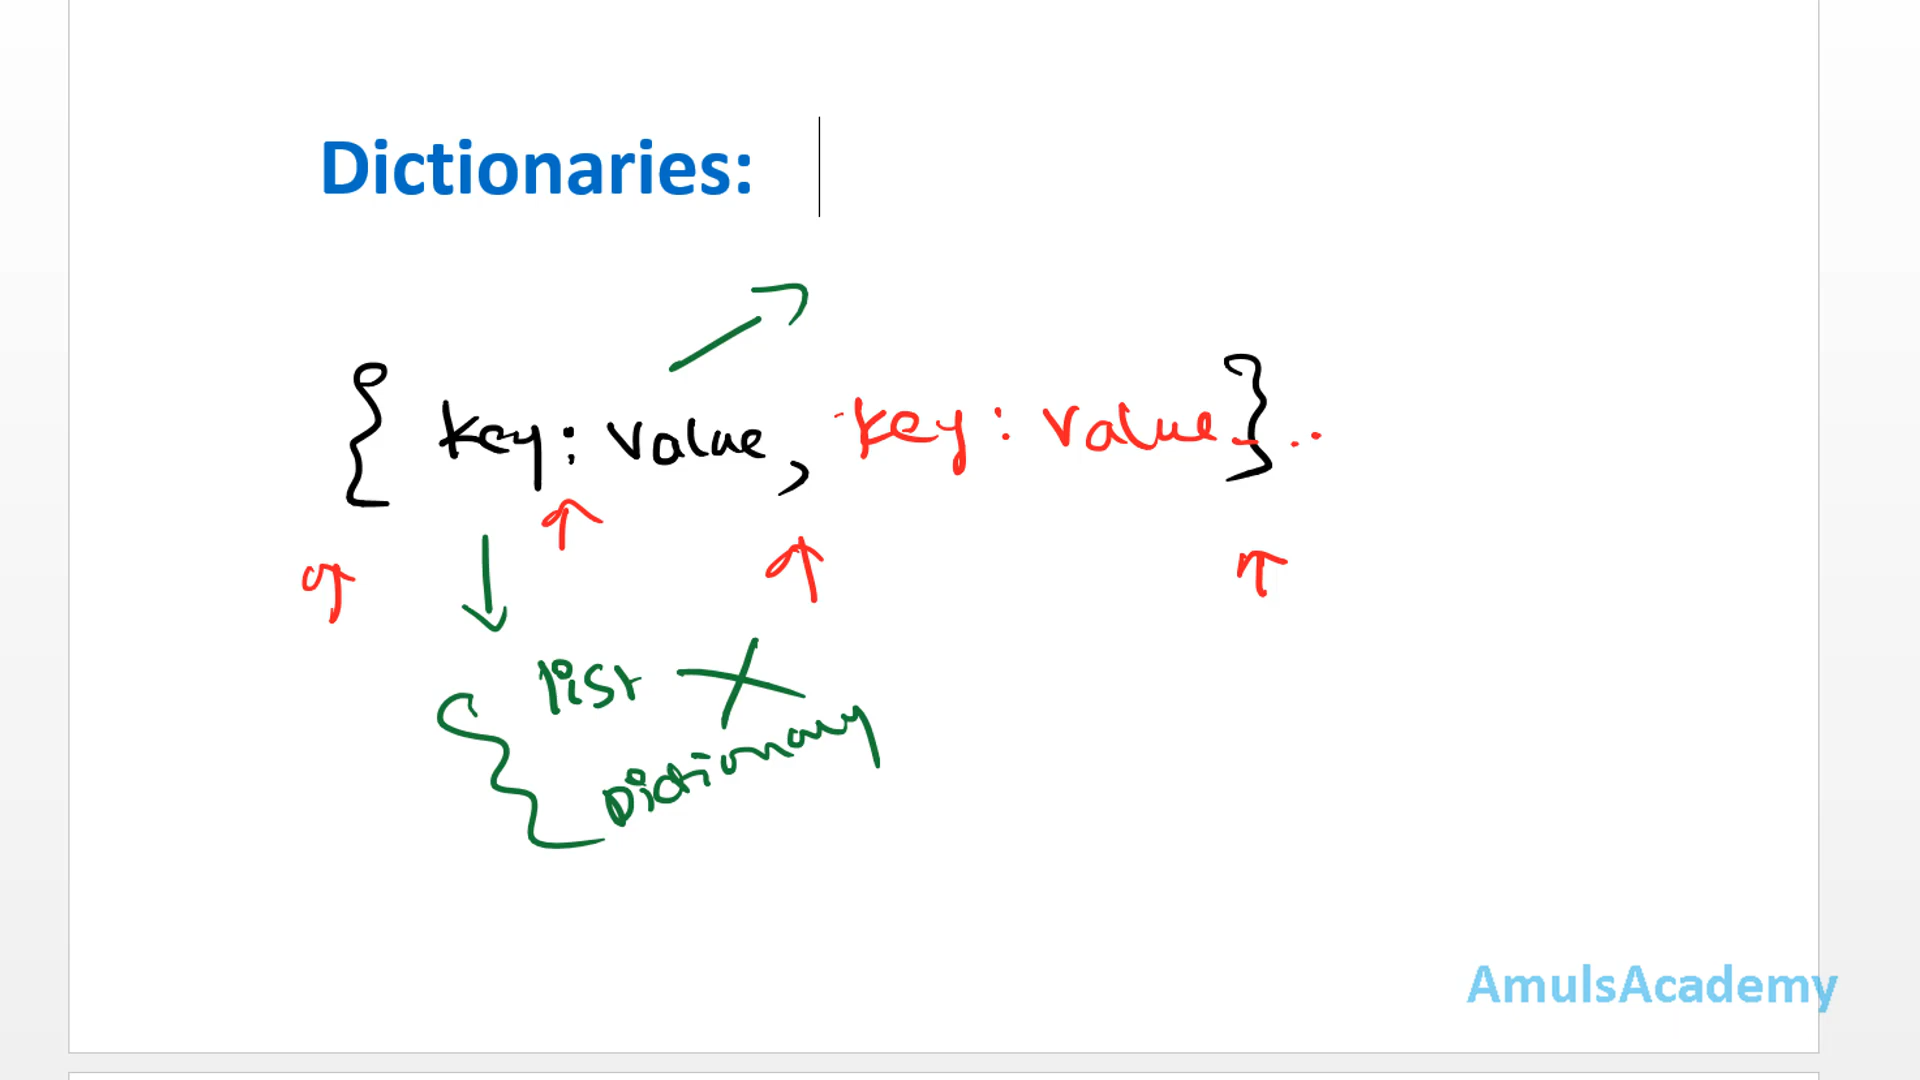 Dictionaries:
{ key : value, key : value } ..
list
Dictionary
AmulsAcademy